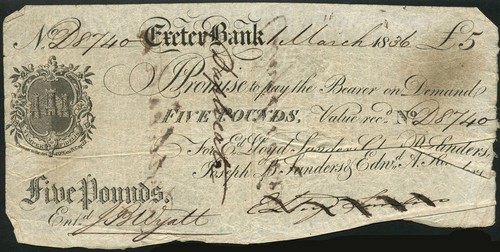 No. D8740 Exeter Bank 1 March 1836 £5
I Promise to pay the Bearer on Demand
FIVE POUNDS, Value recd. No. D8740
For Ed. Lloyd Sanders, Ct. R. Sanders,
Joseph B. Sanders & Edwd. A.
Five Pounds,
Entd. Wyatt